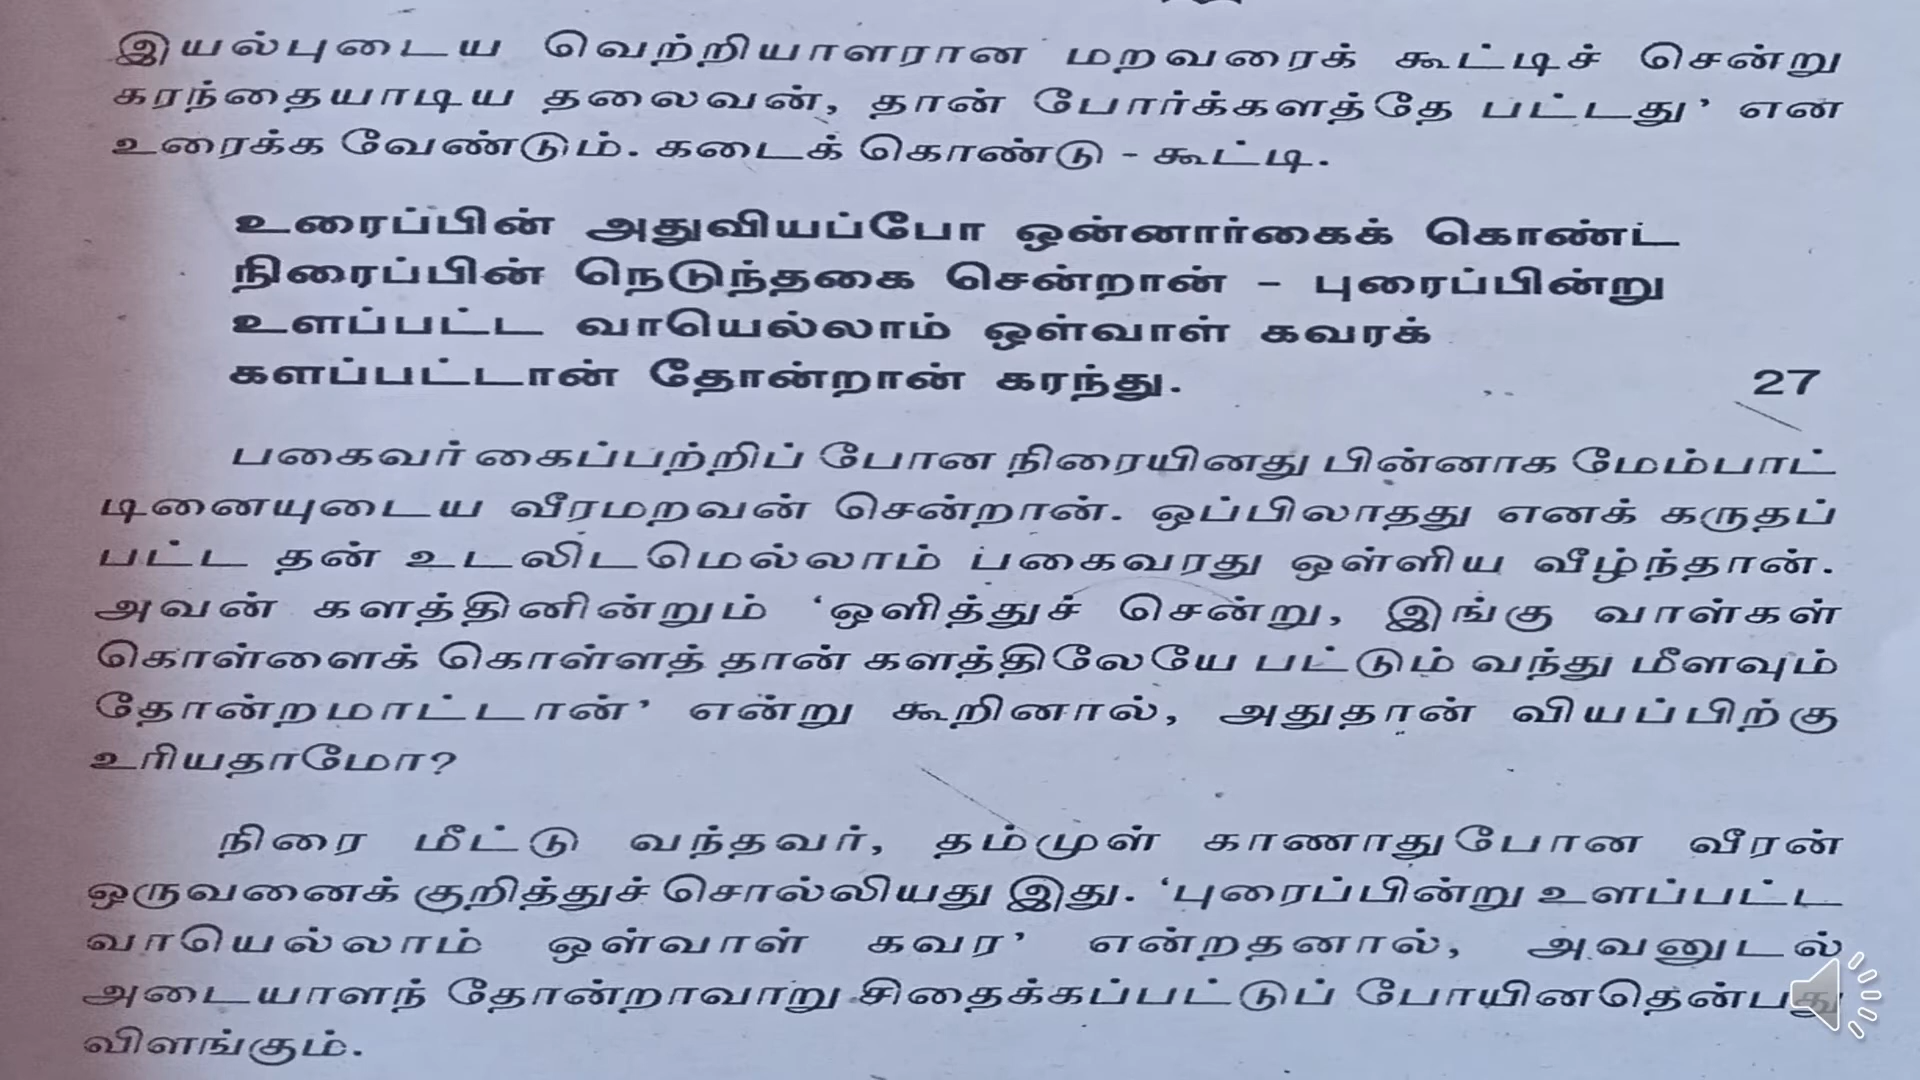 இயல்புடைய வெற்றியாளரான மறவரைக் கூட்டிச் சென்று
கரந்தையாடிய தலைவன், தான் போர்க்களத்தே பட்டது' என
உரைக்க வேண்டும். கடைக் கொண்டு - கூட்டி.
உரைப்பின் அதுவியப்போ ஒன்னார்கைக் கொண்ட
நிரைப்பின் நெடுந்தகை சென்றான் - புரைப்பின்று
உளப்பட்ட வாயெல்லாம் ஒள்வாள் கவரக்
களப்பட்டான் தோன்றான் கரந்து. 27
பகைவர் கைப்பற்றிப் போன நிரையினது பின்னாக மேம்பாட்
டினையுடைய வீரமறவன் சென்றான். ஒப்பிலாதது எனக் கருதப்
பட்ட தன் உடலிடமெல்லாம் பகைவரது ஒள்ளிய வீழ்ந்தான்.
அவன் களத்தினின்றும் 'ஒளித்துச் சென்று, இங்கு வாள்கள்
கொள்ளைக் கொள்ளத் தான் களத்திலேயே பட்டும் வந்து மீளவும்
தோன்றமாட்டான்' என்று கூறினால், அதுதான் வியப்பிற்கு
உரியதாமோ?
நிரை மீட்டு வந்தவர், தம்முள் காணாதுபோன வீரன்
ஒருவனைக் குறித்துச் சொல்லியது இது. 'புரைப்பின்று உளப்பட்ட
வாயெல்லாம் ஒள்வாள் கவர' என்றதனால், அவனுடல்
அடையாளந் தோன்றாவாறு சிதைக்கப்பட்டுப் போயினதென்பது
விளங்கும்.